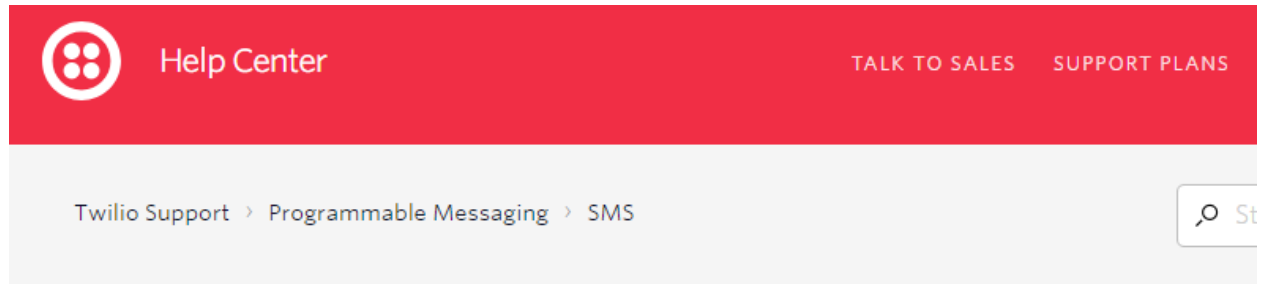 Help Center
TALK TO SALES SUPPORT PLANS
Twilio Support > Programmable Messaging > SMS